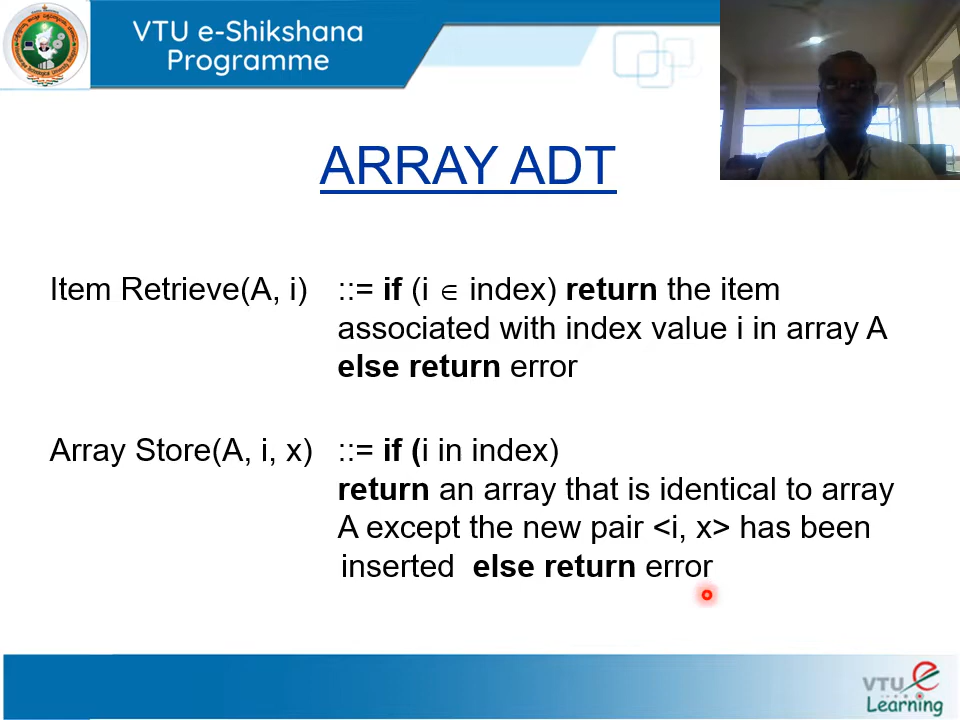 VTU e-Shikshana
Programme
ARRAY ADT
Item Retrieve(A, i) ::= if (i ∈ index) return the item
associated with index value i in array A
else return error
Array Store(A, i, x) ::= if (i in index)
return an array that is identical to array
A except the new pair <i, x> has been
inserted else return error
VTU e
Learning